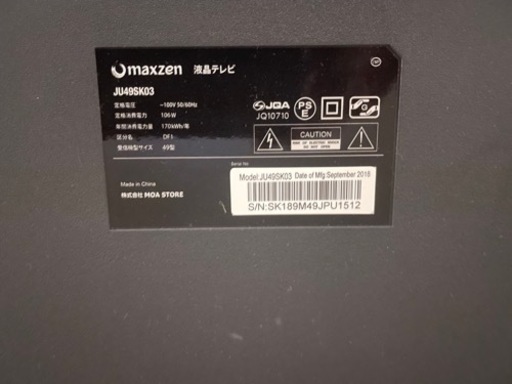 maxzen 液晶テレビ
JU49SK03
定格電圧 ~100V 50/60Hz
定格消費電力 106W
年間消費電力量 170kWh/年
区分名 DF1
受信機型サイズ 49型
JQA
JQ10710
PS
E
CAUTION
Made in China
株式会社 MOA STORE
Serial No
Model:JU49SK03 Date of Mfg:September 2018
S/N:SK189M49JPU1512